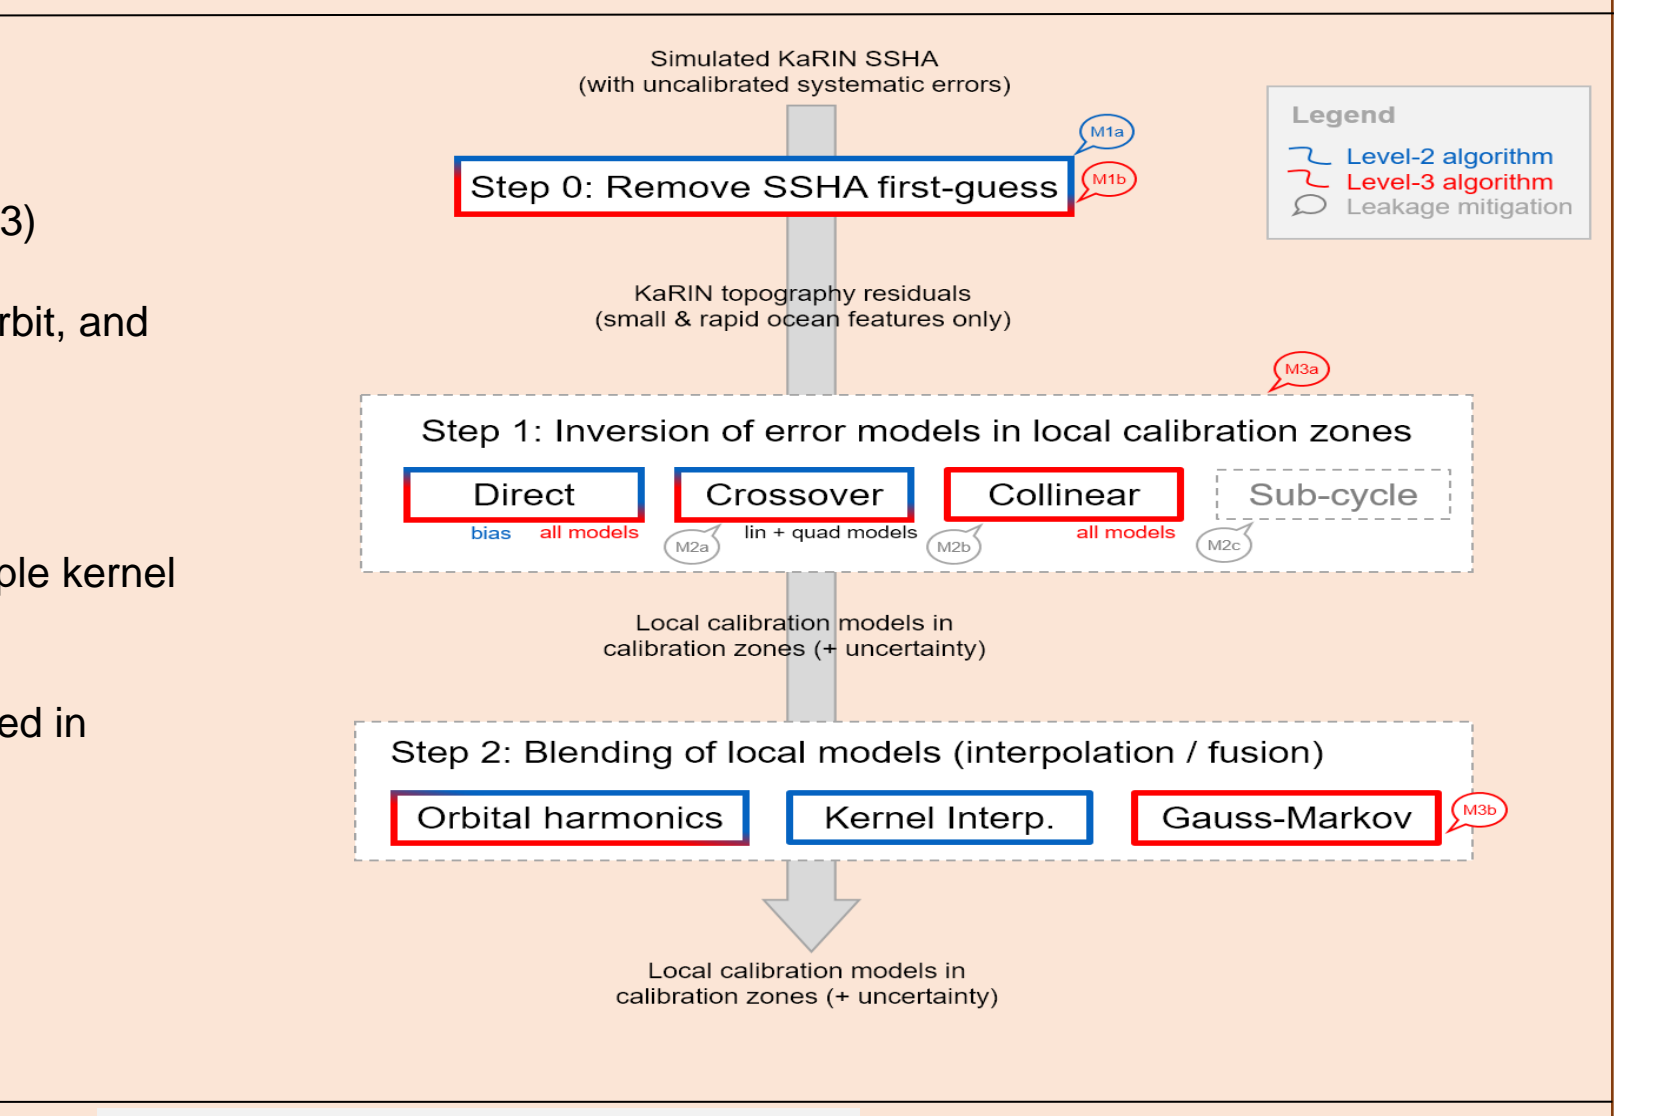 3)
rbit, and
ple kernel
ed in
Simulated KaRIN SSHA
(with uncalibrated systematic errors)
M1a
Step 0: Remove SSHA first-guess
M1b
Legend
Level-2 algorithm
Level-3 algorithm
Leakage mitigation
KaRIN topography residuals
(small & rapid ocean features only)
M3a
Step 1: Inversion of error models in local calibration zones
Direct Crossover Collinear Sub-cycle
bias all models M2a lin + quad models M2b all models M2c
Local calibration models in
calibration zones (+ uncertainty)
Step 2: Blending of local models (interpolation / fusion)
Orbital harmonics Kernel Interp. Gauss-Markov M3b
Local calibration models in
calibration zones (+ uncertainty)